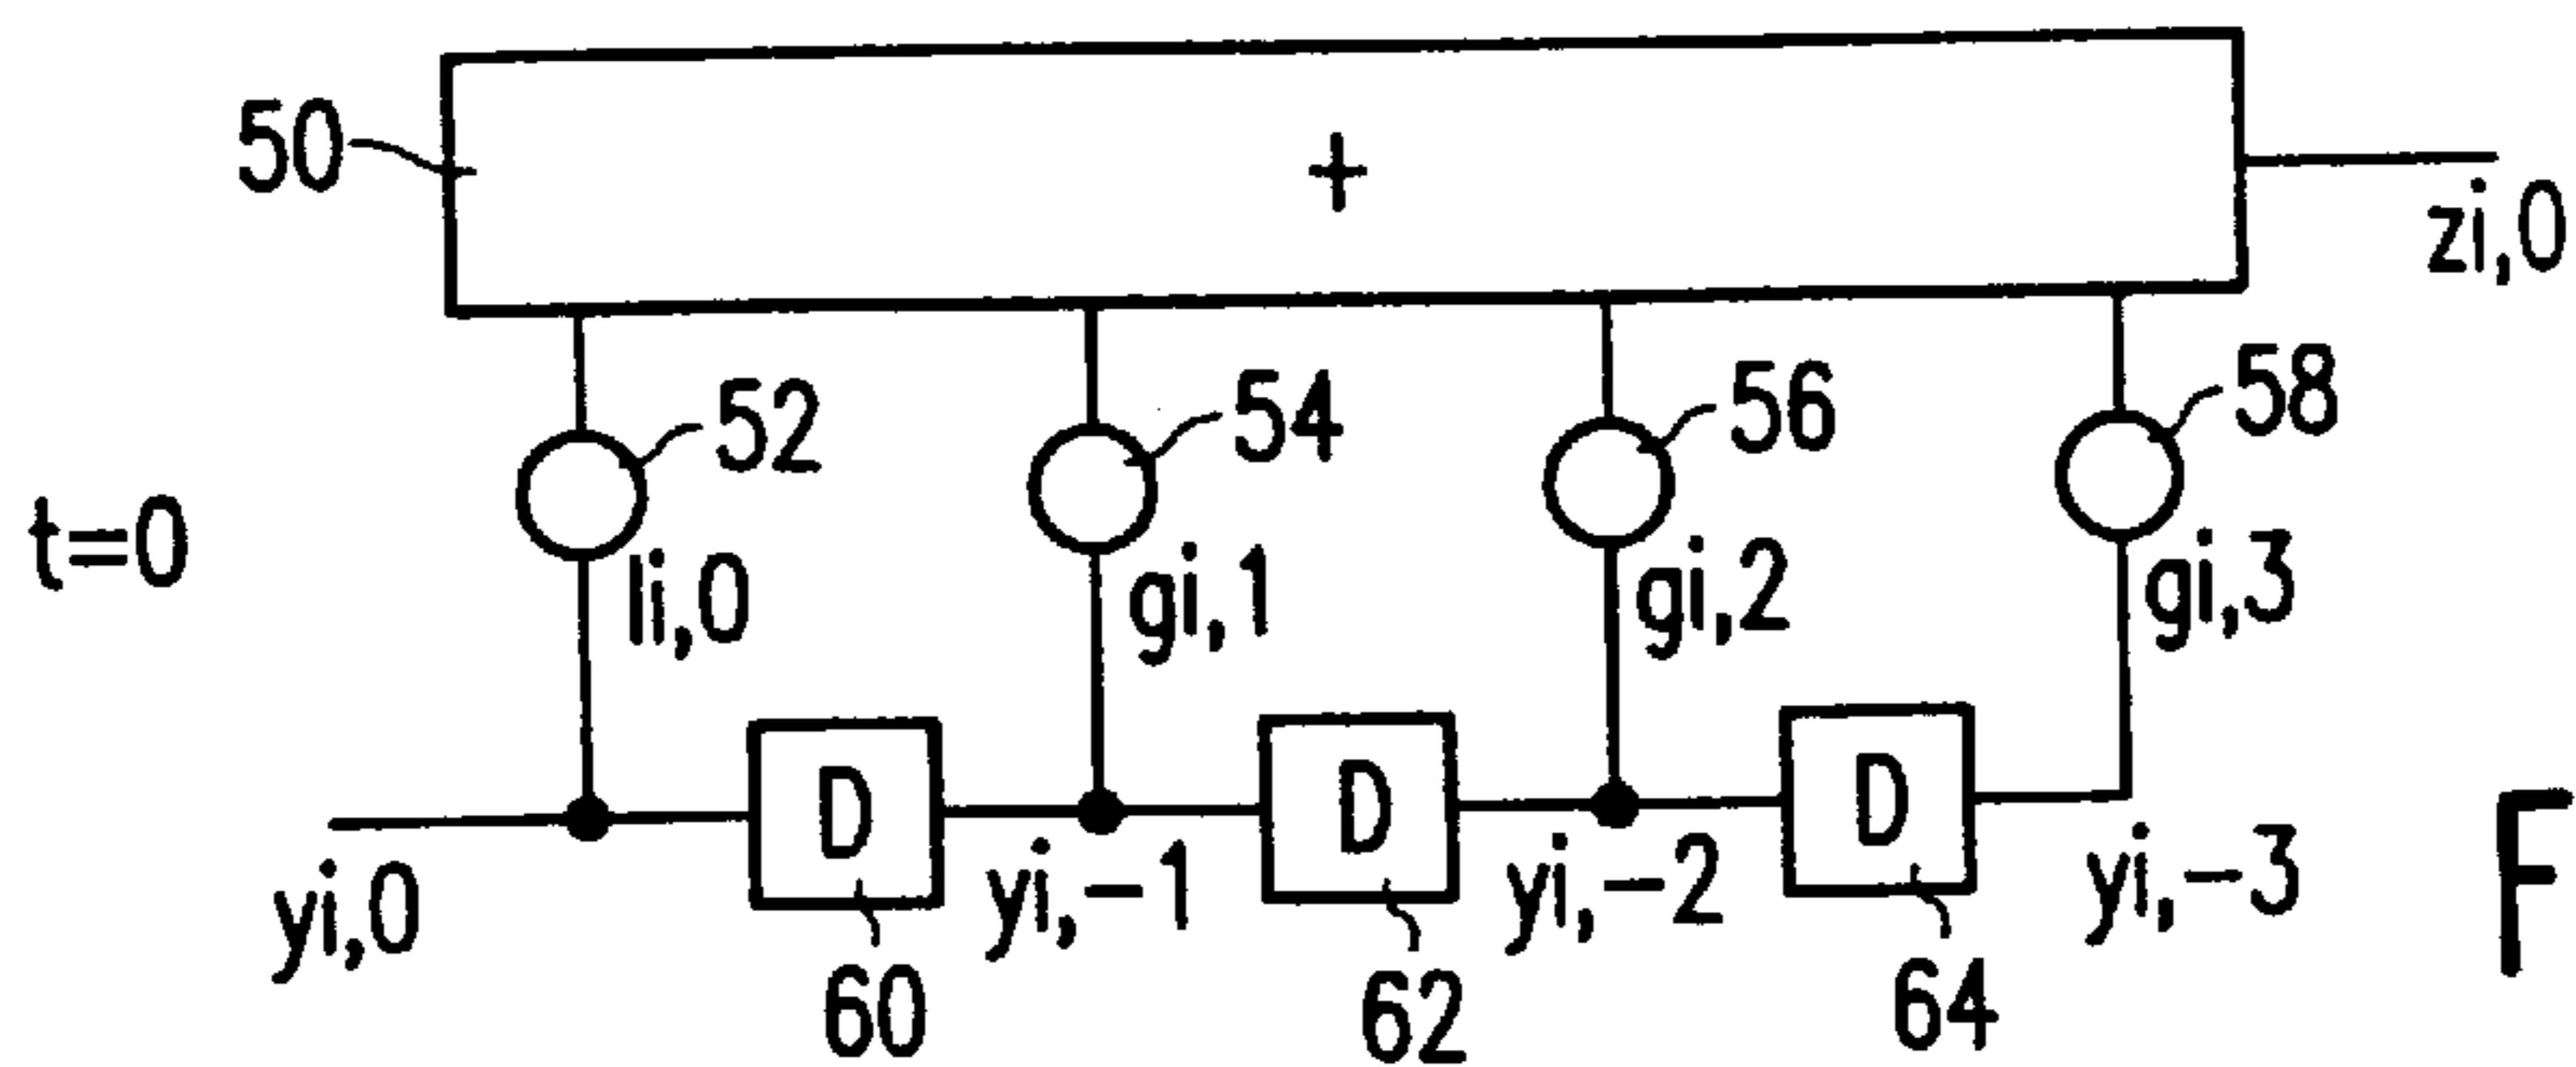 50
+
zi,0
52
54
56
58
t=0
li,0
gi,1
gi,2
gi,3
D
D
D
yi,0
yi,-1
yi,-2
yi,-3
60
62
64
F